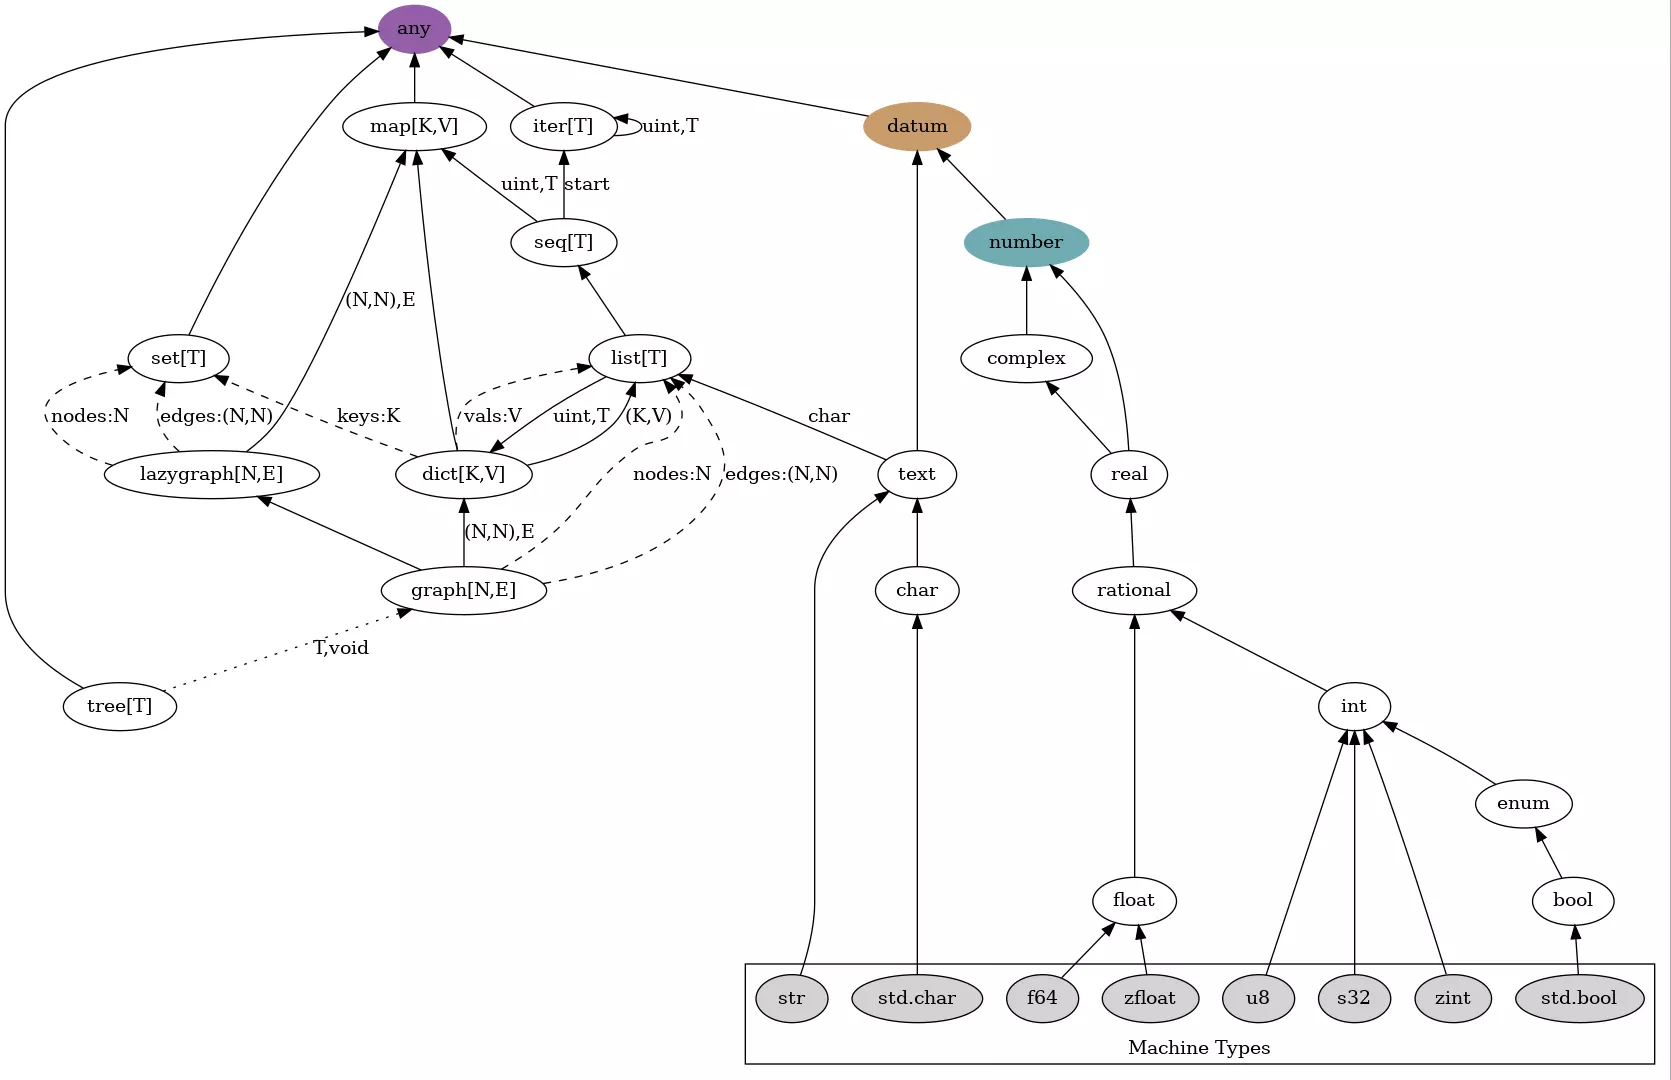 any
map[K,V]
iter[T]
uint,T
datum
uint,T
start
seq[T]
number
(N,N),E
set[T]
list[T]
complex
nodes:N
edges:(N,N)
keys:K
vals:V
uint,T
(K,V)
char
lazygraph[N,E]
dict[K,V]
nodes:N
edges:(N,N)
text
real
(N,N),E
graph[N,E]
char
rational
T,void
tree[T]
int
enum
float
bool
str
std.char
f64
zfloat
u8
s32
zint
std.bool
Machine Types